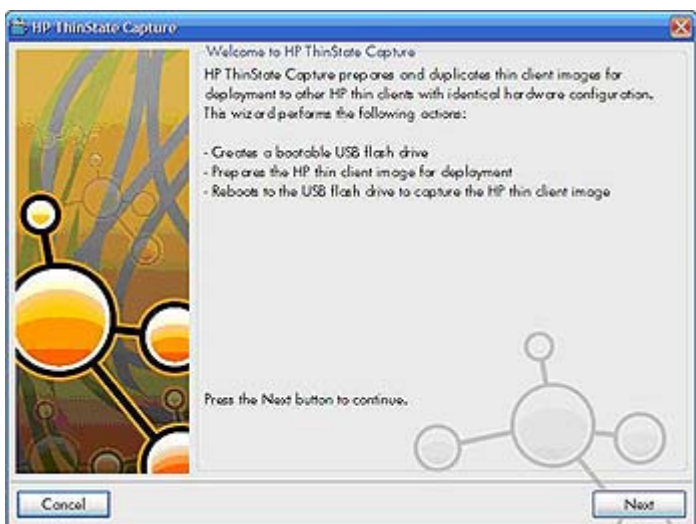 HP ThinState Capture
Welcome to HP ThinState Capture
HP ThinState Capture prepares and duplicates thin client images for
deployment to other HP thin clients with identical hardware configuration.
This wizard performs the following actions:
- Creates a bootable USB flash drive
- Prepares the HP thin client image for deployment
- Reboots to the USB flash drive to capture the HP thin client image
Press the Next button to continue.
Cancel
Next